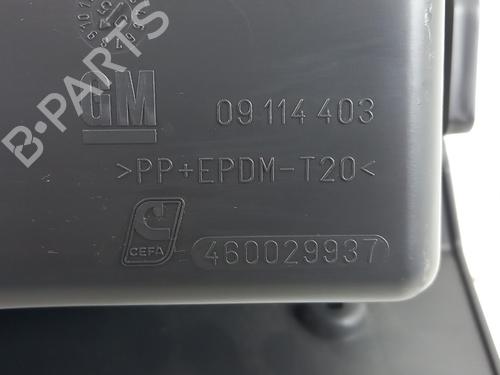 B-PARTS
GM
09 114 403
>PP+EPDM-T20<
CEFA
460029937